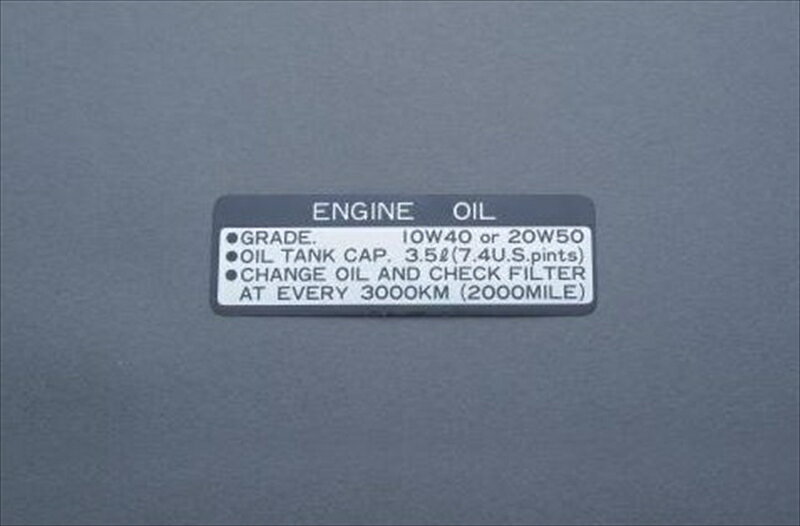 ENGINE OIL
●GRADE. 10W40 or 20W50
●OIL TANK CAP. 3.5ℓ(7.4U.S.pints)
●CHANGE OIL AND CHECK FILTER
AT EVERY 3000KM (2000MILE)